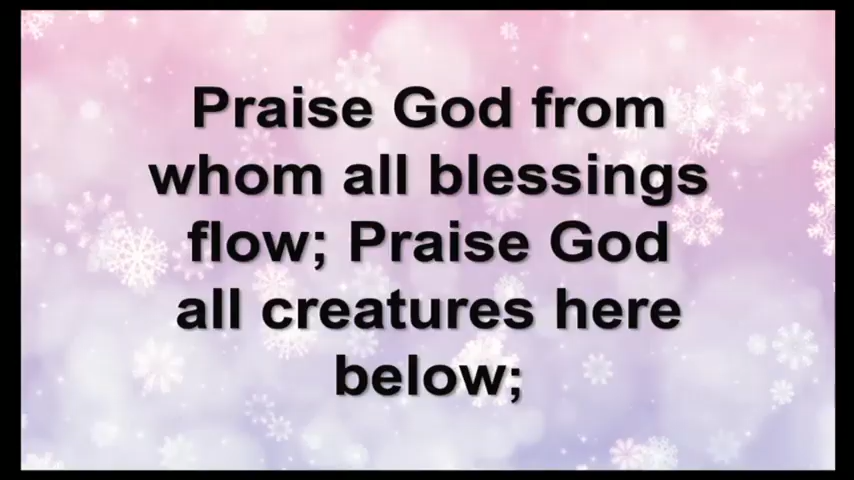 Praise God from
whom all blessings
flow; Praise God
all creatures here
below;